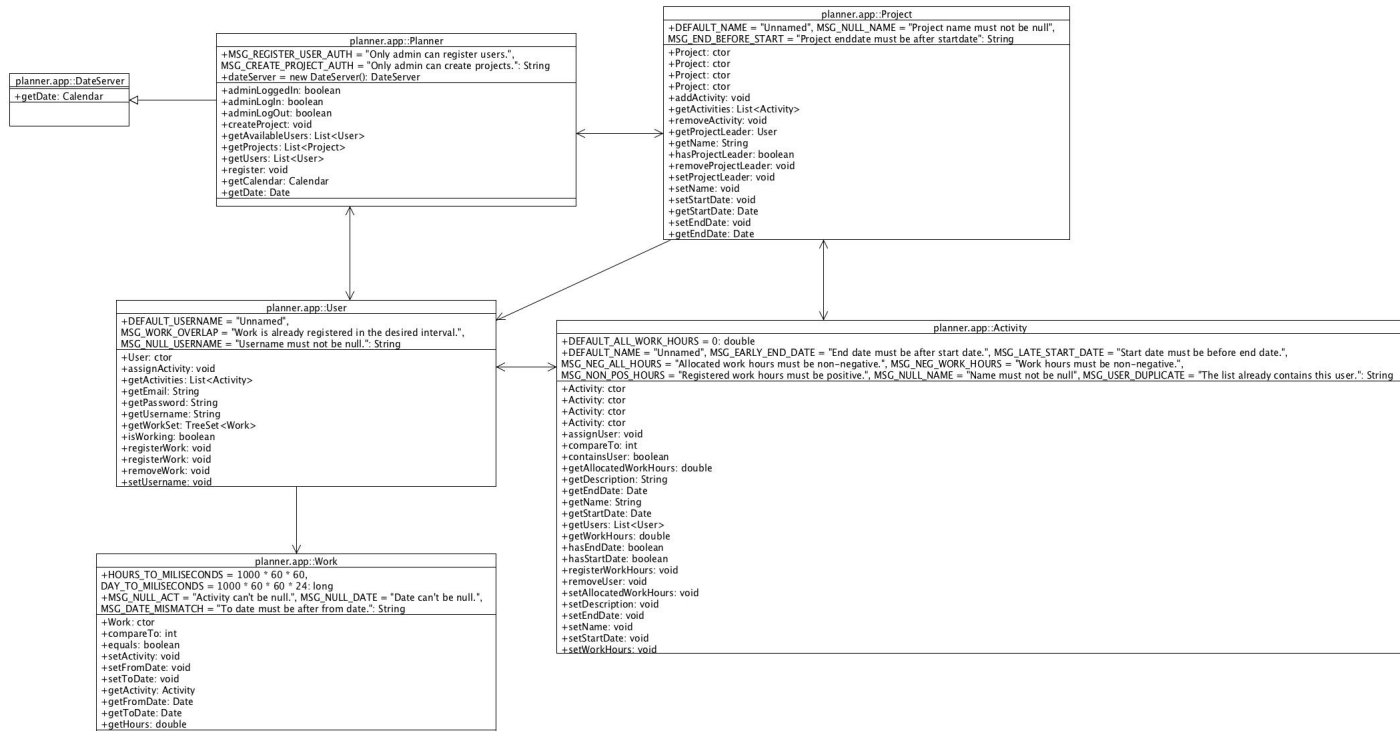 planner.app::DateServer
+getDate: Calendar
planner.app::Planner
+MSG_REGISTER_USER_AUTH = "Only admin can register users.",
MSG_CREATE_PROJECT_AUTH = "Only admin can create projects.": String
+dateServer = new DateServer(): DateServer
+adminLoggedIn: boolean
+adminLogIn: boolean
+adminLogOut: boolean
+createProject: void
+getAvailableUsers: List<User>
+getProjects: List<Project>
+getUsers: List<User>
+register: void
+getCalendar: Calendar
+getDate: Date
planner.app::Project
+DEFAULT_NAME = "Unnamed", MSG_NULL_NAME = "Project name must not be null",
MSG_END_BEFORE_START = "Project enddate must be after startdate": String
+Project: ctor
+Project: ctor
+Project: ctor
+Project: ctor
+addActivity: void
+getActivities: List<Activity>
+removeActivity: void
+getProjectLeader: User
+getName: String
+hasProjectLeader: boolean
+removeProjectLeader: void
+setProjectLeader: void
+setName: void
+setStartDate: void
+getStartDate: Date
+setEndDate: void
+getEndDate: Date
planner.app::User
+DEFAULT_USERNAME = "Unnamed",
MSG_WORK_OVERLAP = "Work is already registered in the desired interval.",
MSG_NULL_USERNAME = "Username must not be null.": String
+User: ctor
+assignActivity: void
+getActivities: List<Activity>
+getEmail: String
+getPassword: String
+getUsername: String
+getWorkSet: TreeSet<Work>
+isWorking: boolean
+registerWork: void
+registerWork: void
+removeWork: void
+setUsername: void
planner.app::Activity
+DEFAULT_ALL_WORK_HOURS = 0: double
+DEFAULT_NAME = "Unnamed", MSG_EARLY_END_DATE = "End date must be after start date.", MSG_LATE_START_DATE = "Start date must be before end date.",
MSG_NEG_ALL_HOURS = "Allocated work hours must be non-negative.", MSG_NEG_WORK_HOURS = "Work hours must be non-negative.",
MSG_NON_POS_HOURS = "Registered work hours must be positive.", MSG_NULL_NAME = "Name must not be null", MSG_USER_DUPLICATE = "The list already contains this user.": String
+Activity: ctor
+Activity: ctor
+Activity: ctor
+Activity: ctor
+assignUser: void
+compareTo: int
+containsUser: boolean
+getAllocatedWorkHours: double
+getDescription: String
+getEndDate: Date
+getName: String
+getStartDate: Date
+getUsers: List<User>
+getWorkHours: double
+hasEndDate: boolean
+hasStartDate: boolean
+registerWorkHours: void
+removeUser: void
+setAllocatedWorkHours: void
+setDescription: void
+setEndDate: void
+setName: void
+setStartDate: void
+setWorkHours: void
planner.app::Work
+HOURS_TO_MILISECONDS = 1000 * 60 * 60,
DAY_TO_MILISECONDS = 1000 * 60 * 60 * 24: long
+MSG_NULL_ACT = "Activity can't be null.", MSG_NULL_DATE = "Date can't be null.",
MSG_DATE_MISMATCH = "To date must be after from date.": String
+Work: ctor
+compareTo: int
+equals: boolean
+setActivity: void
+setFromDate: void
+setToDate: void
+getActivity: Activity
+getFromDate: Date
+getToDate: Date
+getHours: double